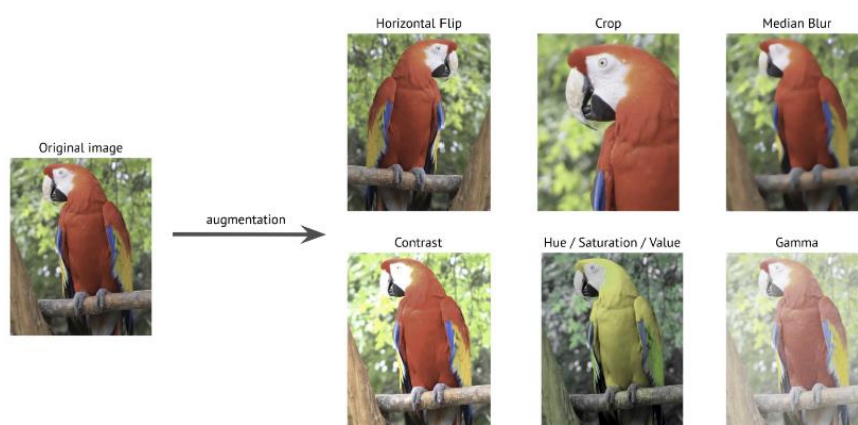 Original image
augmentation
Horizontal Flip
Crop
Median Blur
Contrast
Hue / Saturation / Value
Gamma